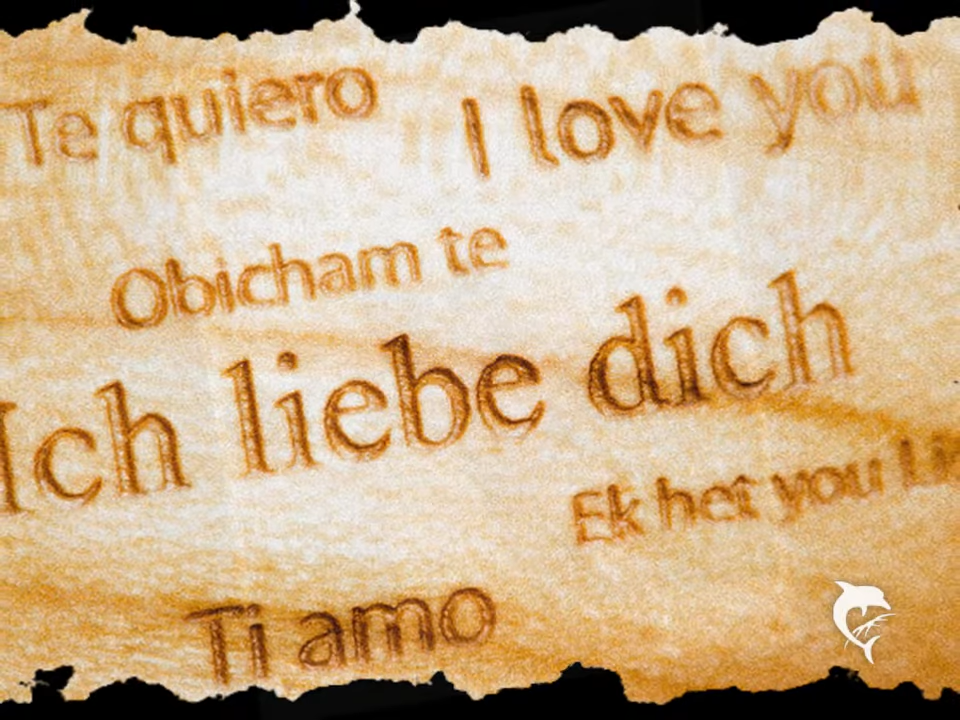 Te quiero
I love you
Obicham te
Ich liebe dich
Ek het you
Ti amo